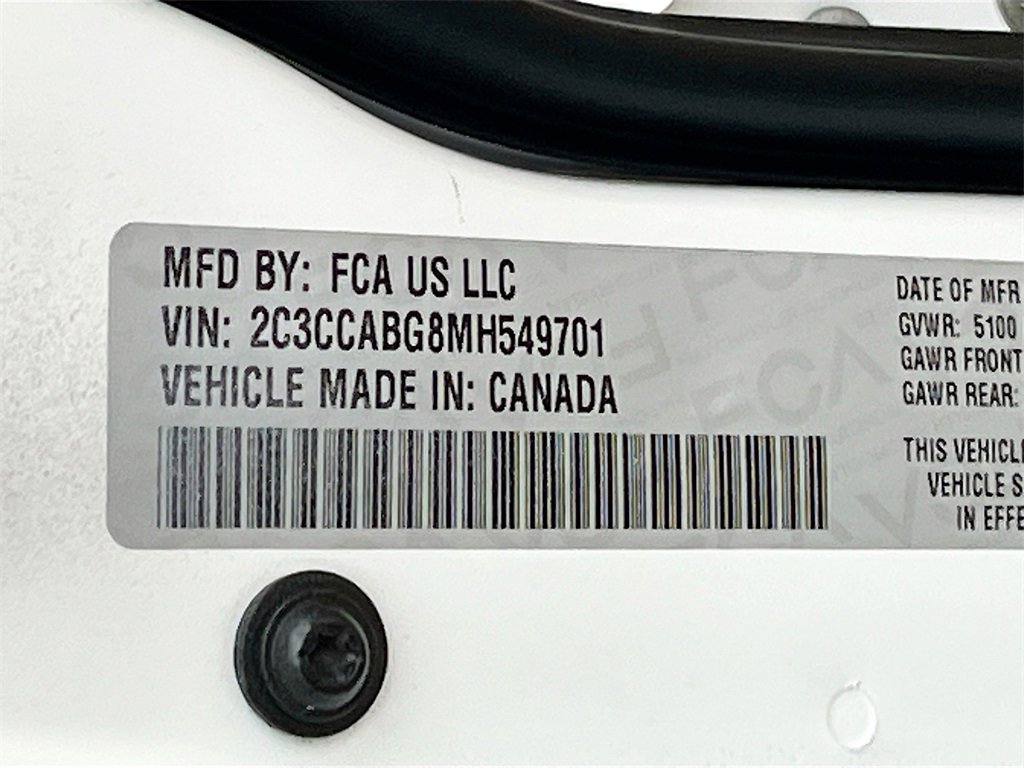 MFD BY: FCA US LLC
VIN: 2C3CCABG8MH549701
VEHICLE MADE IN: CANADA
DATE OF MFR
GVWR: 5100
GAWR FRONT
GAWR REAR:
THIS VEHICLE
VEHICLE S
IN EFFE